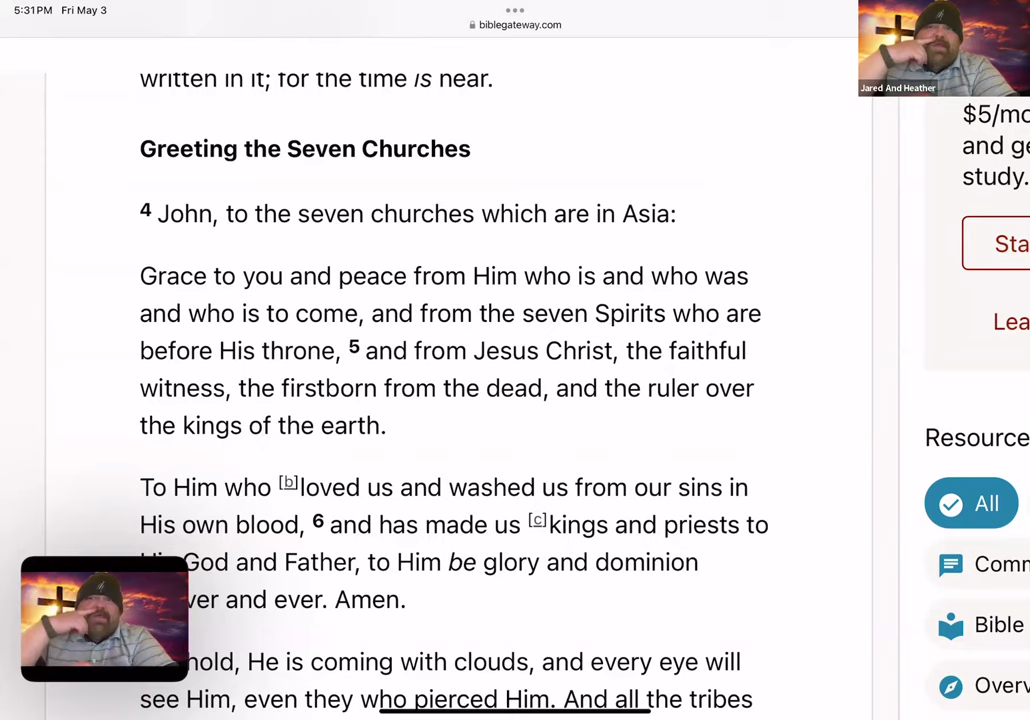 5:31 PM Fri May 3
biblegateway.com
Jared And Heather
written in it; for the time is near.
Greeting the Seven Churches
4 John, to the seven churches which are in Asia:
Grace to you and peace from Him who is and who was
and who is to come, and from the seven Spirits who are
before His throne, 5 and from Jesus Christ, the faithful
witness, the firstborn from the dead, and the ruler over
the kings of the earth.
To Him who [b]loved us and washed us from our sins in
His own blood, 6 and has made us [c]kings and priests to
God and Father, to Him be glory and dominion
ver and ever. Amen.
hold, He is coming with clouds, and every eye will
see Him, even they who pierced Him. And all the tribes
$5/mo
and ge
study.
Sta
Lea
Resource
All
Comm
Bible
Overv